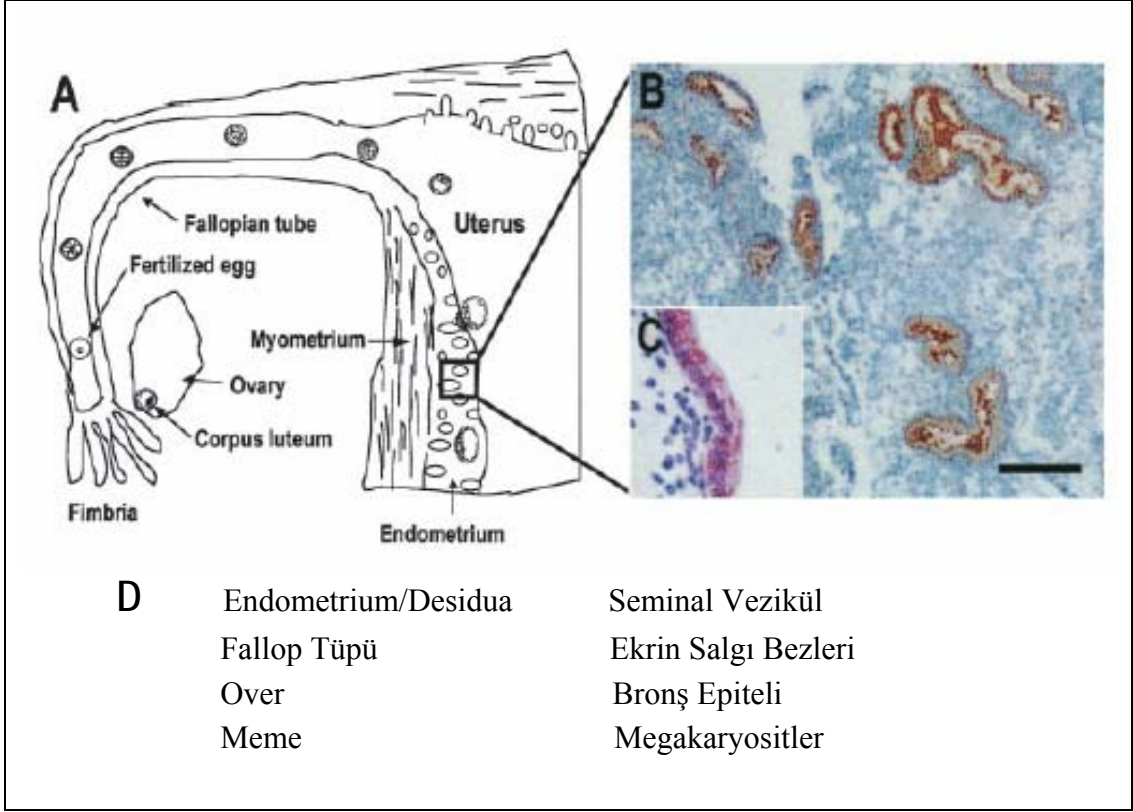 A
B
Fallopian tube
Uterus
Fertilized egg
C
Myometrium
Ovary
Corpus luteum
Fimbria
Endometrium
D
Endometrium/Desidua Seminal Vezikül
Fallop Tüpü Ekrin Salgı Bezleri
Over Bronş Epiteli
Meme Megakaryositler